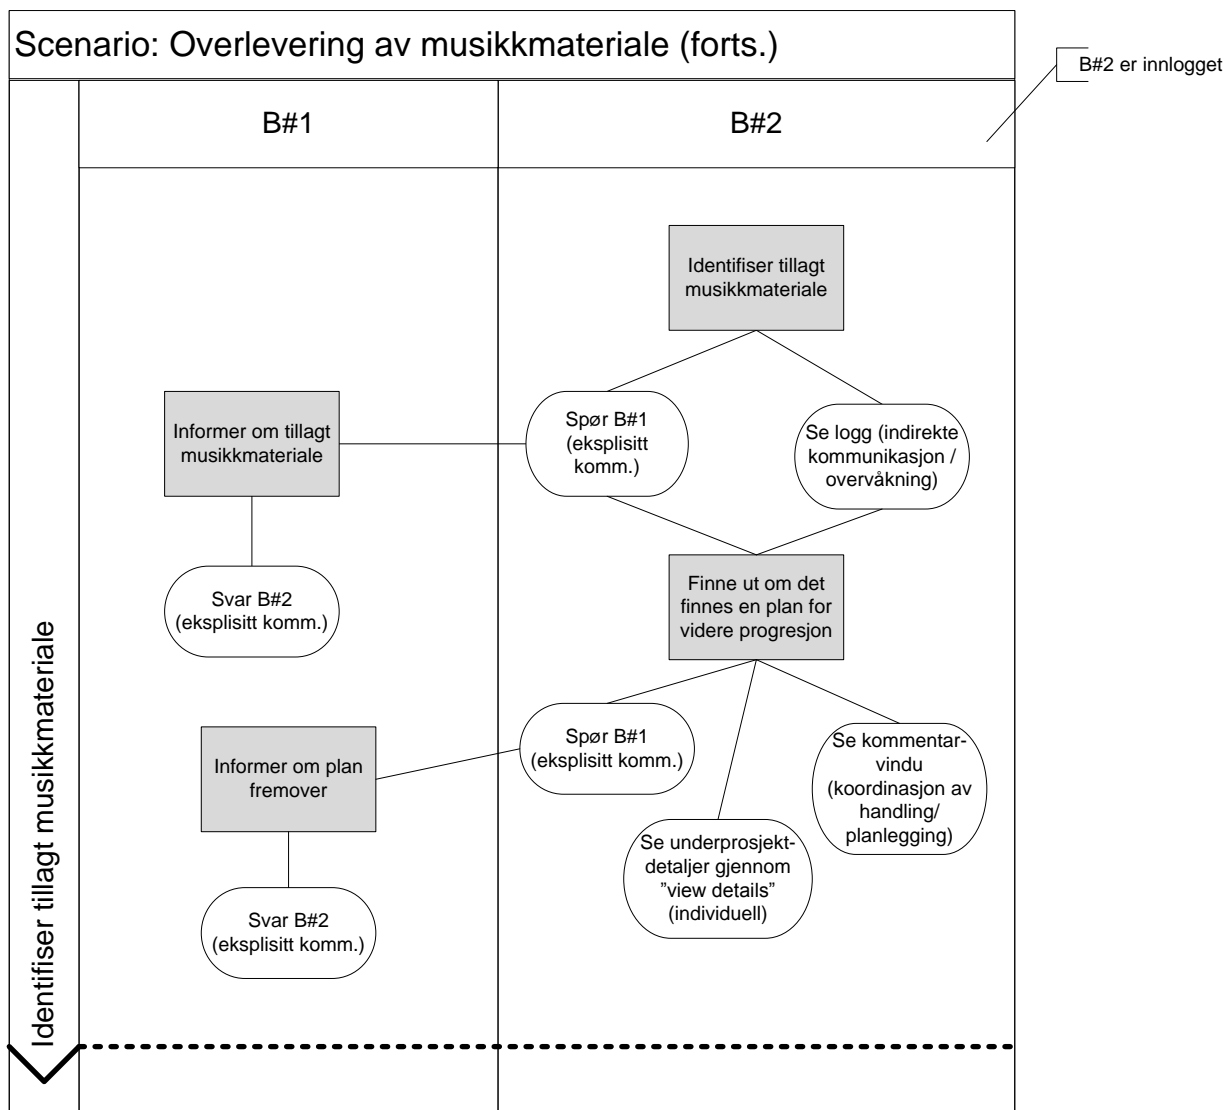 Scenario: Overlevering av musikkmateriale (forts.)
B#2 er innlogget
B#1
B#2
Identifiser tillagt musikkmateriale
Identifiser tillagt
musikkmateriale
Informer om tillagt
musikkmateriale
Spør B#1
(eksplisitt
komm.)
Se logg (indirekte
kommunikasjon /
overvåkning)
Svar B#2
(eksplisitt komm.)
Finne ut om det
finnes en plan for
videre progresjon
Informer om plan
fremover
Spør B#1
(eksplisitt komm.)
Se kommentar-
vindu
(koordinasjon av
handling/
planlegging)
Se underprosjekt-
detaljer gjennom
”view details”
(individuell)
Svar B#2
(eksplisitt komm.)